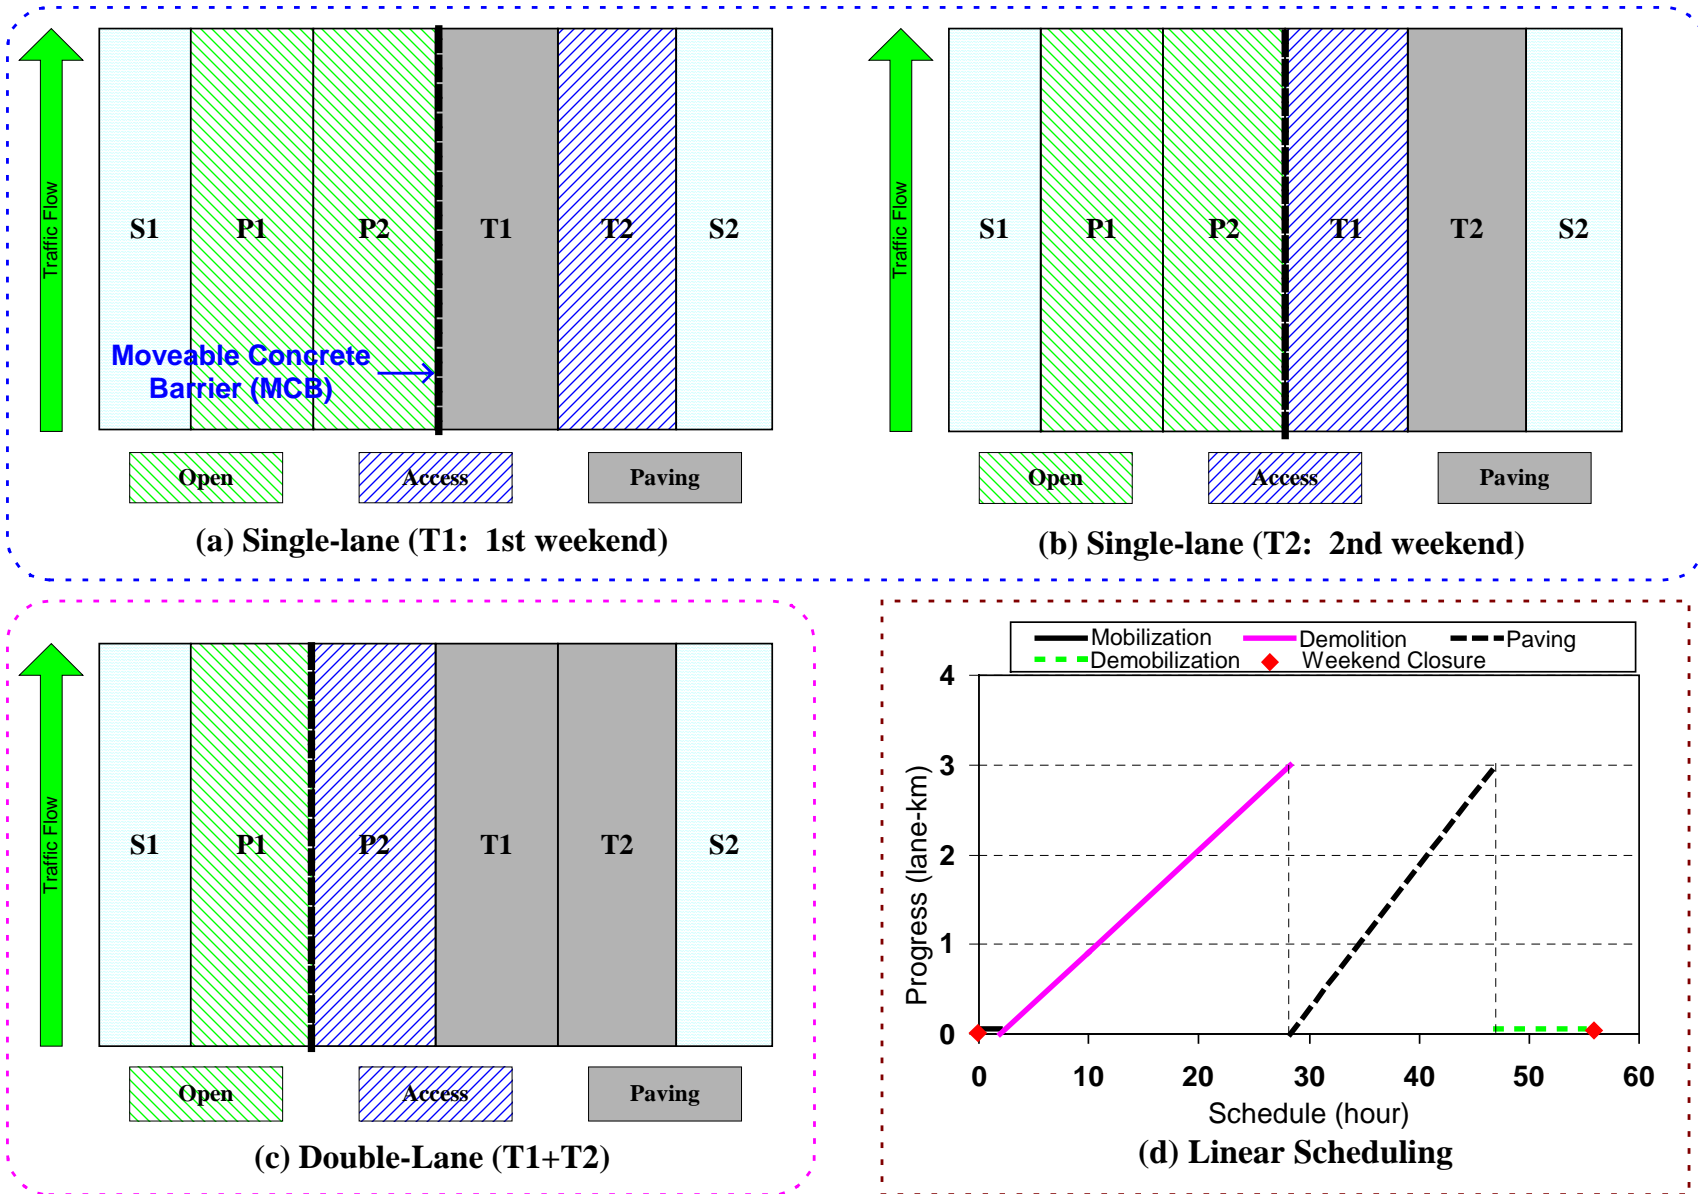 Traffic Flow
S1
P1
P2
T1
T2
S2
Moveable Concrete
Barrier (MCB)
Open
Access
Paving
(a) Single-lane (T1: 1st weekend)
Traffic Flow
S1
P1
P2
T1
T2
S2
Open
Access
Paving
(b) Single-lane (T2: 2nd weekend)
Traffic Flow
S1
P1
P2
T1
T2
S2
Open
Access
Paving
(c) Double-Lane (T1+T2)
Mobilization
Demolition
Paving
Demobilization
Weekend Closure
Progress (lane-km)
4
3
2
1
0
0 10 20 30 40 50 60
Schedule (hour)
(d) Linear Scheduling